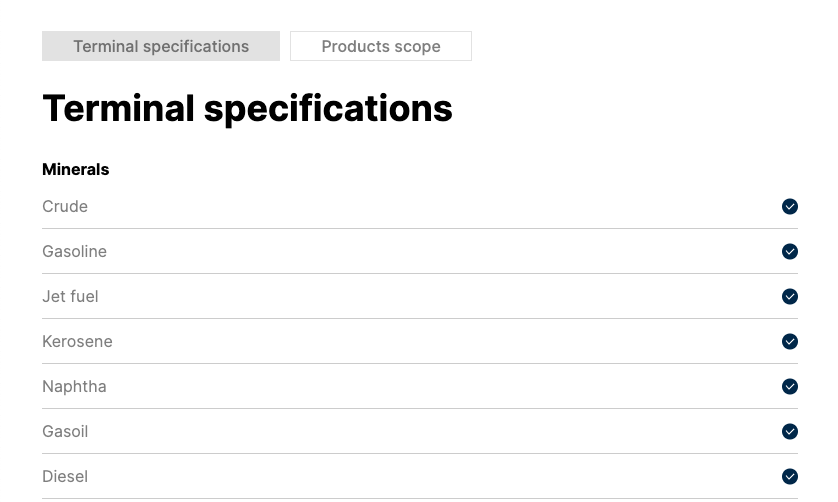 Terminal specifications
Products scope
Terminal specifications
Minerals
Crude
Gasoline
Jet fuel
Kerosene
Naphtha
Gasoil
Diesel